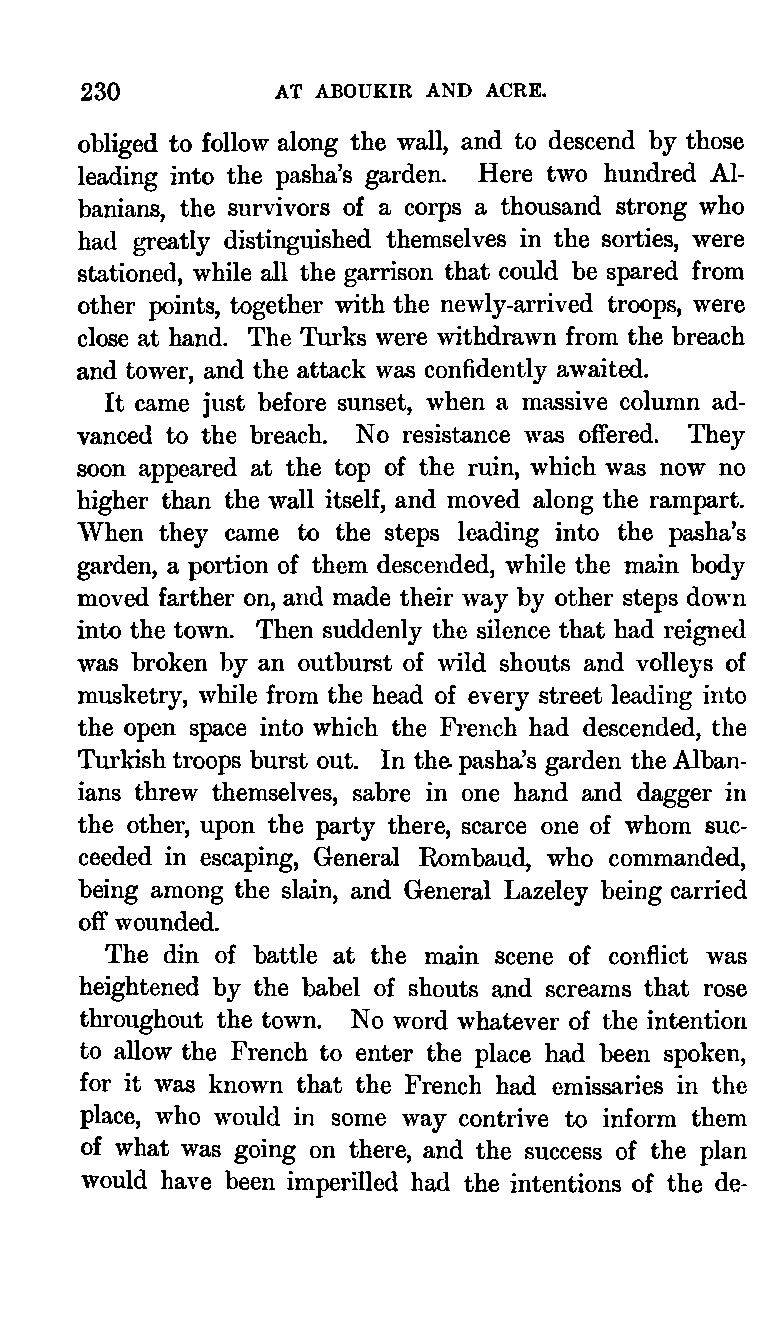 230 AT ABOUKIR AND ACRE.
obliged to follow along the wall, and to descend by those
leading into the pasha's garden. Here two hundred Al-
banians, the survivors of a corps a thousand strong who
had greatly distinguished themselves in the sorties, were
stationed, while all the garrison that could be spared from
other points, together with the newly-arrived troops, were
close at hand. The Turks were withdrawn from the breach
and tower, and the attack was confidently awaited.
It came just before sunset, when a massive column ad-
vanced to the breach. No resistance was offered. They
soon appeared at the top of the ruin, which was now no
higher than the wall itself, and moved along the rampart.
When they came to the steps leading into the pasha's
garden, a portion of them descended, while the main body
moved farther on, and made their way by other steps down
into the town. Then suddenly the silence that had reigned
was broken by an outburst of wild shouts and volleys of
musketry, while from the head of every street leading into
the open space into which the French had descended, the
Turkish troops burst out. In the pasha's garden the Alban-
ians threw themselves, sabre in one hand and dagger in
the other, upon the party there, scarce one of whom suc-
ceeded in escaping, General Rombaud, who commanded,
being among the slain, and General Lazeley being carried
off wounded.
The din of battle at the main scene of conflict was
heightened by the babel of shouts and screams that rose
throughout the town. No word whatever of the intention
to allow the French to enter the place had been spoken,
for it was known that the French had emissaries in the
place, who would in some way contrive to inform them
of what was going on there, and the success of the plan
would have been imperilled had the intentions of the de-